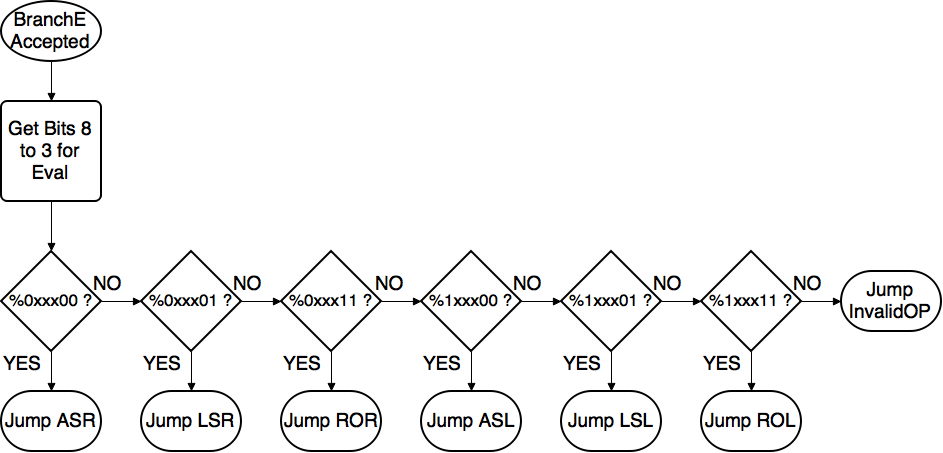 BranchE
Accepted
Get Bits 8
to 3 for
Eval
%0xxx00 ?
NO
%0xxx01 ?
NO
%0xxx11 ?
NO
%1xxx00 ?
NO
%1xxx01 ?
NO
%1xxx11 ?
NO
Jump
InvalidOP
YES
YES
YES
YES
YES
YES
Jump ASR
Jump LSR
Jump ROR
Jump ASL
Jump LSL
Jump ROL